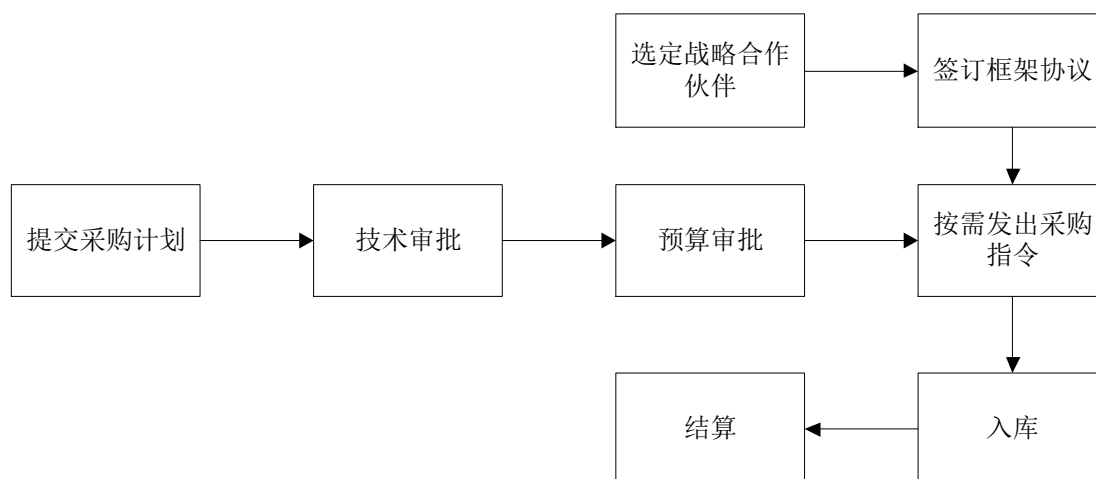 选定战略合作
伙伴
签订框架协议
提交采购计划
技术审批
预算审批
按需发出采购
指令
结算
入库